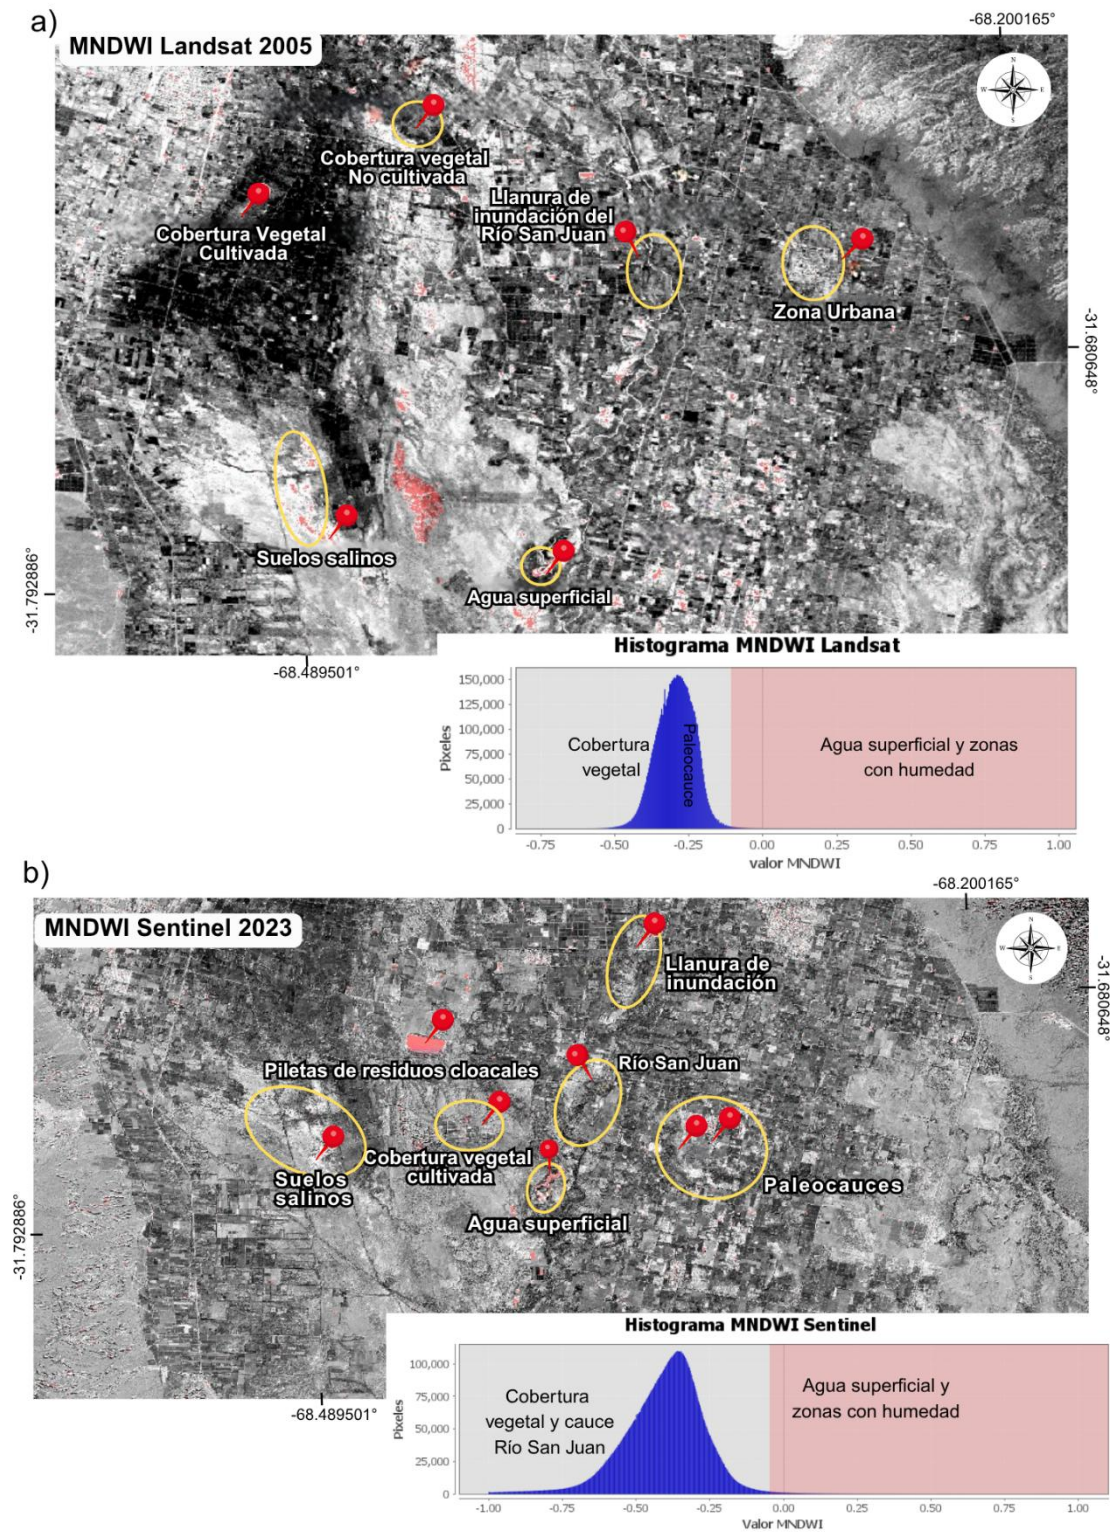 a)
-68.200165°
MNDWI Landsat 2005
N
W
E
S
Cobertura vegetal
No cultivada
Llanura de
inundación del
Río San Juan
Cobertura Vegetal
Cultivada
Zona Urbana
-31.680648°
Suelos salinos
Agua superficial
-31.792886°
-68.489501°
Histograma MNDWI Landsat
150,000
125,000
100,000
75,000
50,000
25,000
0
Pixeles
Cobertura
vegetal
Paleocauce
Agua superficial y zonas
con humedad
-0.75
-0.50
-0.25
0.00
0.25
0.50
0.75
1.00
valor MNDWI
b)
-68.200165°
MNDWI Sentinel 2023
N
W
E
S
Llanura de
inundación
-31.680648°
Piletas de residuos cloacales
Río San Juan
Cobertura vegetal
cultivada
Suelos
salinos
Paleocauces
Agua superficial
-31.792886°
-68.489501°
Histograma MNDWI Sentinel
100,000
75,000
50,000
25,000
0
Pixeles
Cobertura
vegetal y cauce
Río San Juan
Agua superficial y
zonas con humedad
-1.00
-0.75
-0.50
-0.25
0.00
0.25
0.50
0.75
1.00
Valor MNDWI